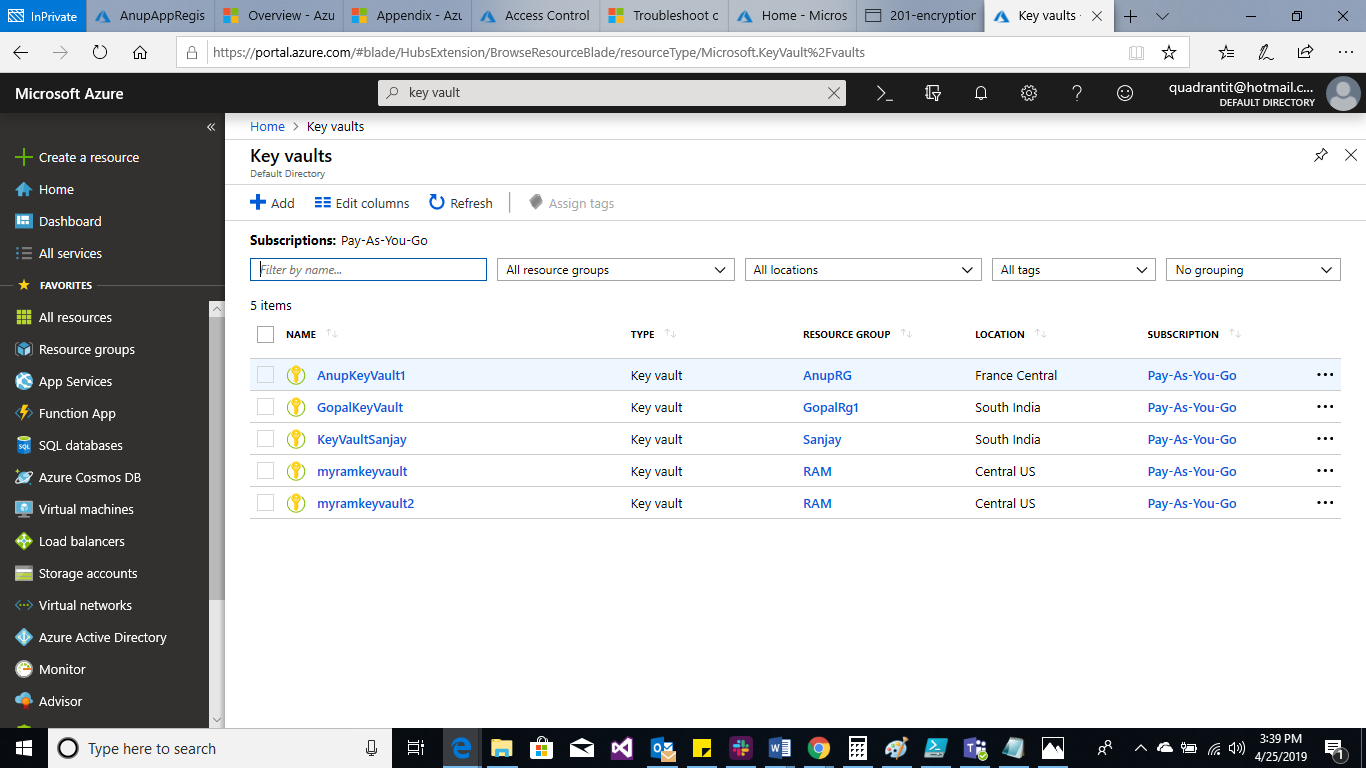 InPrivate AnupAppRegis Overview - Azu Appendix - Azu Access Control Troubleshoot c Home - Micros 201-encryption Key vaults
https://portal.azure.com/#blade/HubsExtension/BrowseResourceBlade/resourceType/Microsoft.KeyVault%2Fvaults
Microsoft Azure key vault quadrantit@hotmail.c...
DEFAULT DIRECTORY
Home > Key vaults
Key vaults
Default Directory
Add Edit columns Refresh Assign tags
Subscriptions: Pay-As-You-Go
Filter by name... All resource groups All locations All tags No grouping
5 items
NAME TYPE RESOURCE GROUP LOCATION SUBSCRIPTION
AnupKeyVault1 Key vault AnupRG France Central Pay-As-You-Go
GopalKeyVault Key vault GopalRg1 South India Pay-As-You-Go
KeyVaultSanjay Key vault Sanjay South India Pay-As-You-Go
myramkeyvault Key vault RAM Central US Pay-As-You-Go
myramkeyvault2 Key vault RAM Central US Pay-As-You-Go
Create a resource
Home
Dashboard
All services
FAVORITES
All resources
Resource groups
App Services
Function App
SQL databases
Azure Cosmos DB
Virtual machines
Load balancers
Storage accounts
Virtual networks
Azure Active Directory
Monitor
Advisor
Type here to search
3:39 PM
4/25/2019
1